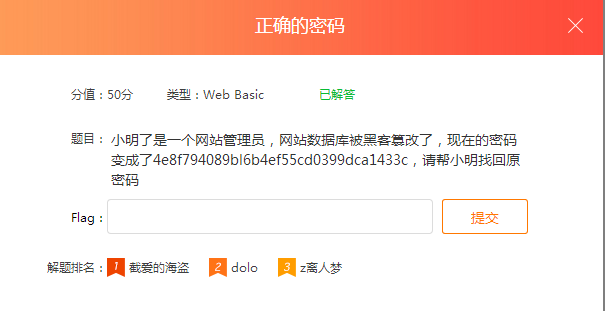 正确的密码
分值：50分 类型：Web Basic 已解答
题目： 小明了是一个网站管理员，网站数据库被黑客篡改了，现在的密码
变成了4e8f794089bl6b4ef55cd0399dca1433c，请帮小明找回原
密码
Flag： 提交
解题排名： 1 截爱的海盗 2 dolo 3 z离人梦